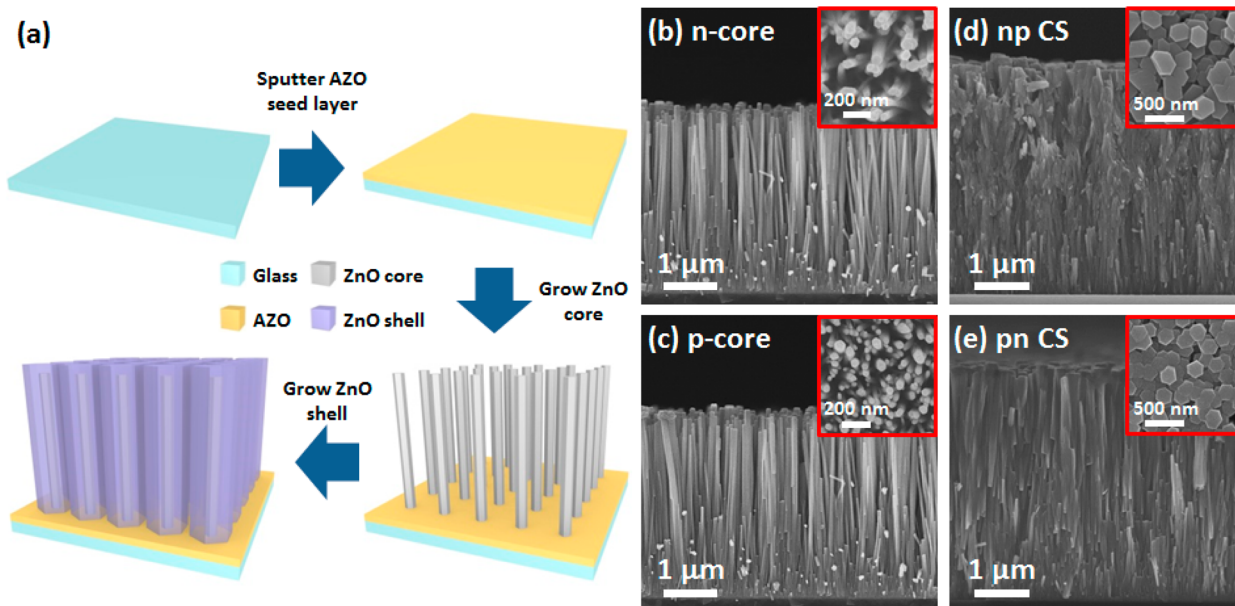 (a)
Sputter AZO
seed layer
Glass
ZnO core
AZO
ZnO shell
Grow ZnO
core
Grow ZnO
shell
(b) n-core
200 nm
1 μm
(d) np CS
500 nm
1 μm
(c) p-core
200 nm
1 μm
(e) pn CS
500 nm
1 μm